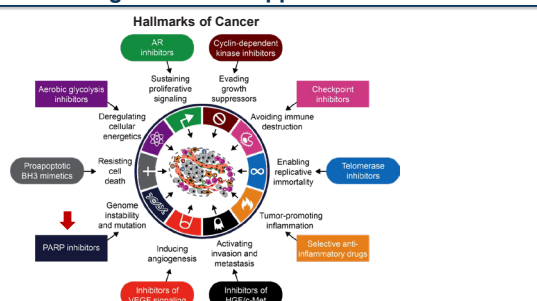 Hallmarks of Cancer
AR
inhibitors
Cyclin-dependent
kinase inhibitors
Sustaining
proliferative
signaling
Evading
growth
suppressors
Aerobic glycolysis
inhibitors
Checkpoint
inhibitors
Deregulating
cellular
energetics
Avoiding immune
destruction
Proapoptotic
BH3 mimetics
Resisting
cell
death
Enabling
replicative
immortality
Telomerase
inhibitors
Genome
instability
and mutation
Tumor-promoting
inflammation
PARP inhibitors
Selective anti-
inflammatory drugs
Inducing
angiogenesis
Activating
invasion and
metastasis
Inhibitors of
VEGF signaling
Inhibitors of
HGF/c-Met